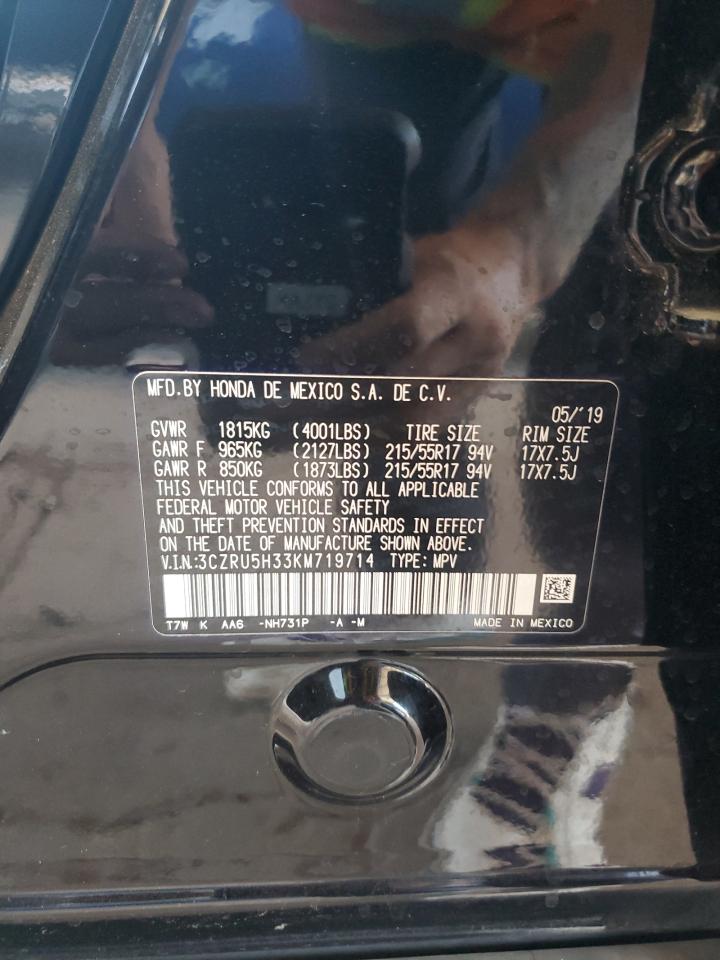 MFD. BY HONDA DE MEXICO S.A. DE C.V.
05/'19
GVWR 1815KG (4001LBS) TIRE SIZE RIM SIZE
GAWR F 965KG (2127LBS) 215/55R17 94V 17X7.5J
GAWR R 850KG (1873LBS) 215/55R17 94V 17X7.5J
THIS VEHICLE CONFORMS TO ALL APPLICABLE
FEDERAL MOTOR VEHICLE SAFETY
AND THEFT PREVENTION STANDARDS IN EFFECT
ON THE DATE OF MANUFACTURE SHOWN ABOVE.
V.I.N.:3CZRU5H33KM719714 TYPE: MPV
T7W K AA6 -NH731P -A -M MADE IN MEXICO